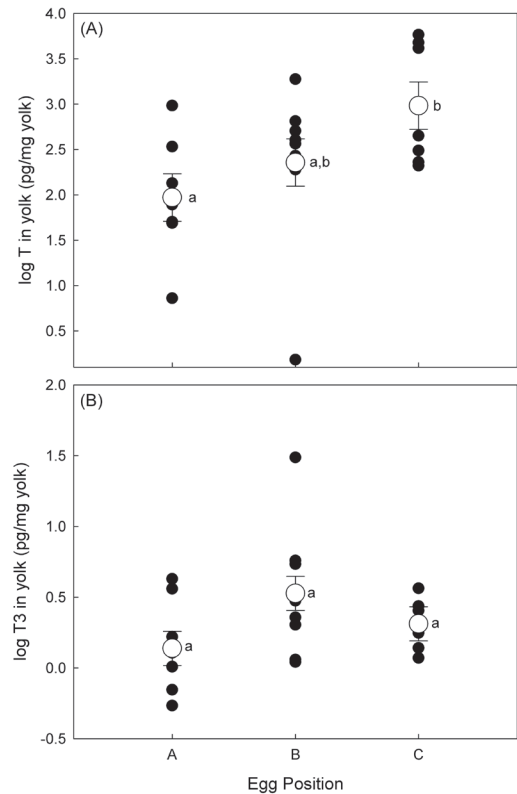 (A)
log T in yolk (pg/mg yolk)
4.0
3.5
3.0
2.5
2.0
1.5
1.0
0.5
a
a,b
b
(B)
log T3 in yolk (pg/mg yolk)
2.0
1.5
1.0
0.5
0.0
-0.5
a
a
a
A B C
Egg Position